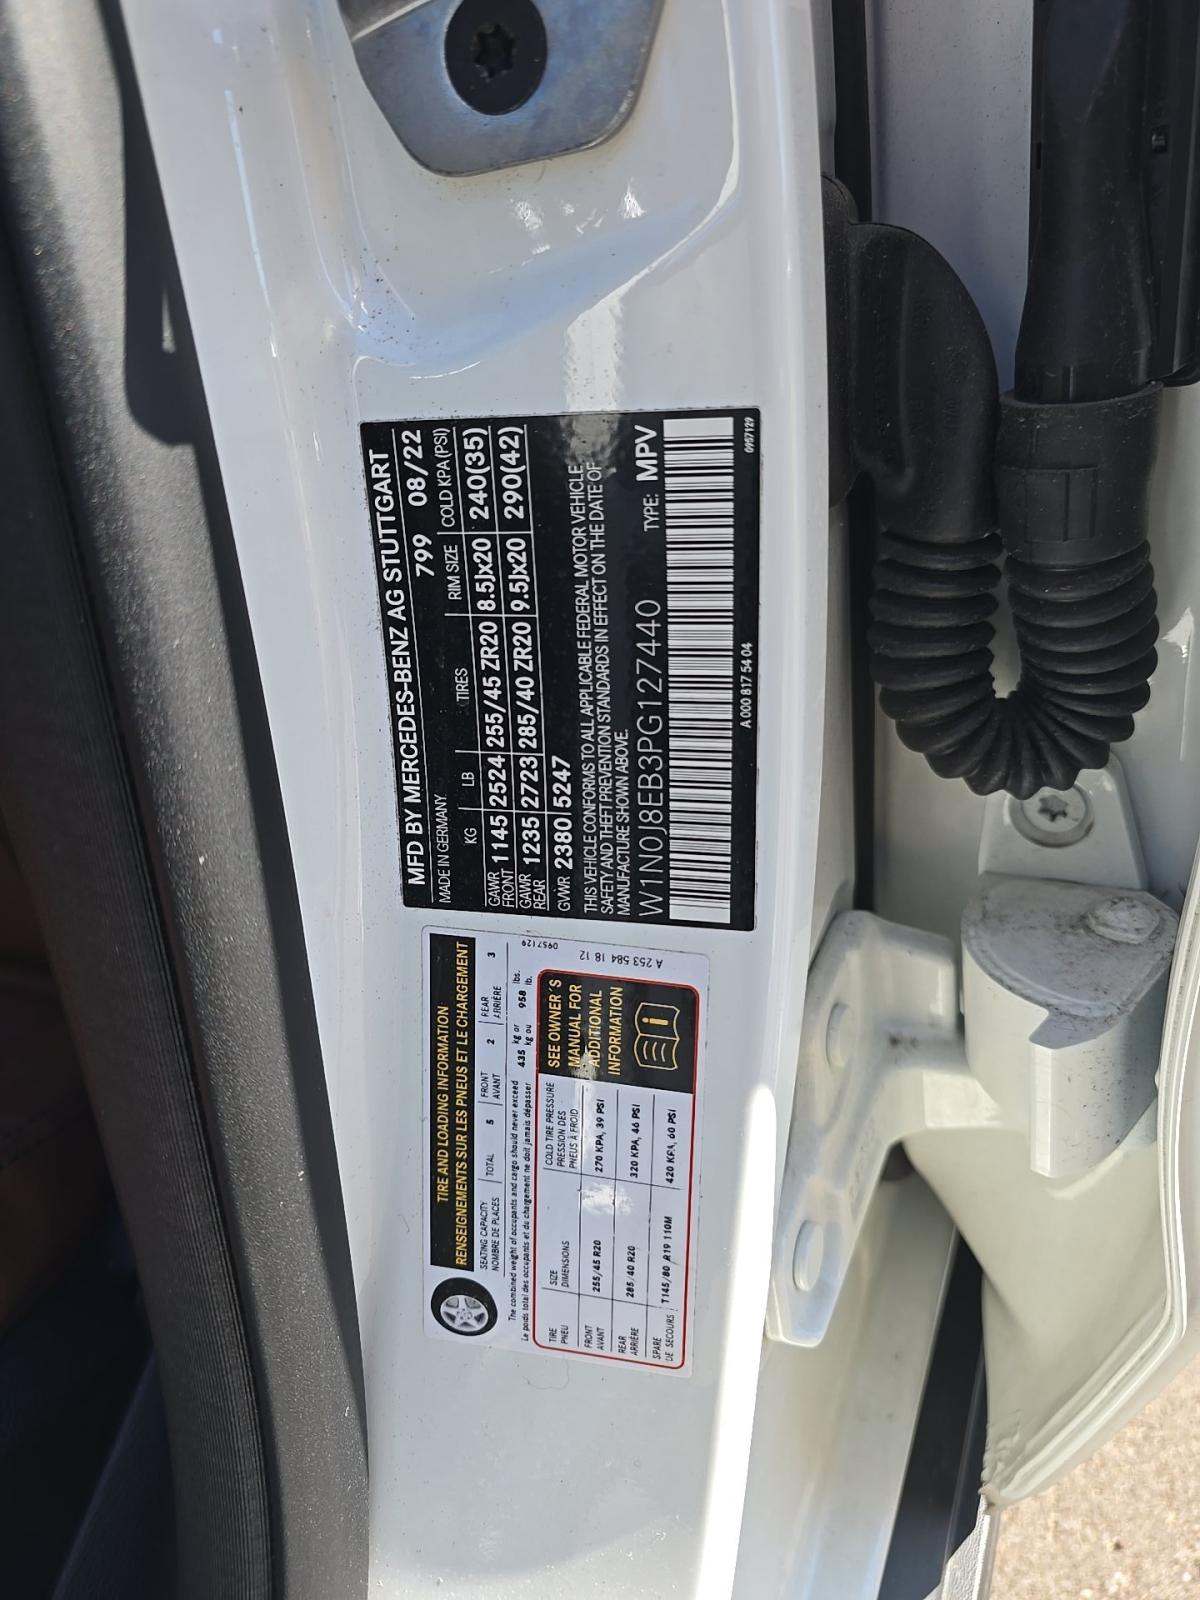 MFD BY MERCEDES-BENZ AG STUTTGART
MADE IN GERMANY 799 08/22
KG LB TIRES RIM SIZE COLD KPA (PSI)
GAWR FRONT 1145 2524 255/45 ZR20 8.5Jx20 240(35)
GAWR REAR 1235 2723 285/40 ZR20 9.5Jx20 290(42)
GVWR 2380 5247
THIS VEHICLE CONFORMS TO ALL APPLICABLE FEDERAL MOTOR VEHICLE
SAFETY AND THEFT PREVENTION STANDARDS IN EFFECT ON THE DATE OF
MANUFACTURE SHOWN ABOVE.
W1N0J8EB3PG127440 TYPE: MPV
A 000 817 54 04 0957129
TIRE AND LOADING INFORMATION
RENSEIGNEMENTS SUR LES PNEUS ET LE CHARGEMENT
SEATING CAPACITY TOTAL 5 FRONT 2 REAR 3
NOMBRE DE PLACES AVANT ARRIÈRE
The combined weight of occupants and cargo should never exceed 435 kg or 958 lbs.
Le poids total des occupants et du chargement ne doit jamais dépasser kg ou lb.
TIRE SIZE COLD TIRE PRESSURE
PNEU DIMENSIONS PRESSION DES
PNEUS À FROID
FRONT AVANT 255/45 R20 270 KPA, 39 PSI
REAR ARRIÈRE 285/40 R20 320 KPA, 46 PSI
SPARE DE SECOURS T145/80 R19 110M 420 KPA, 60 PSI
SEE OWNER'S
MANUAL FOR
ADDITIONAL
INFORMATION
i
0957129
A 253 584 18 12